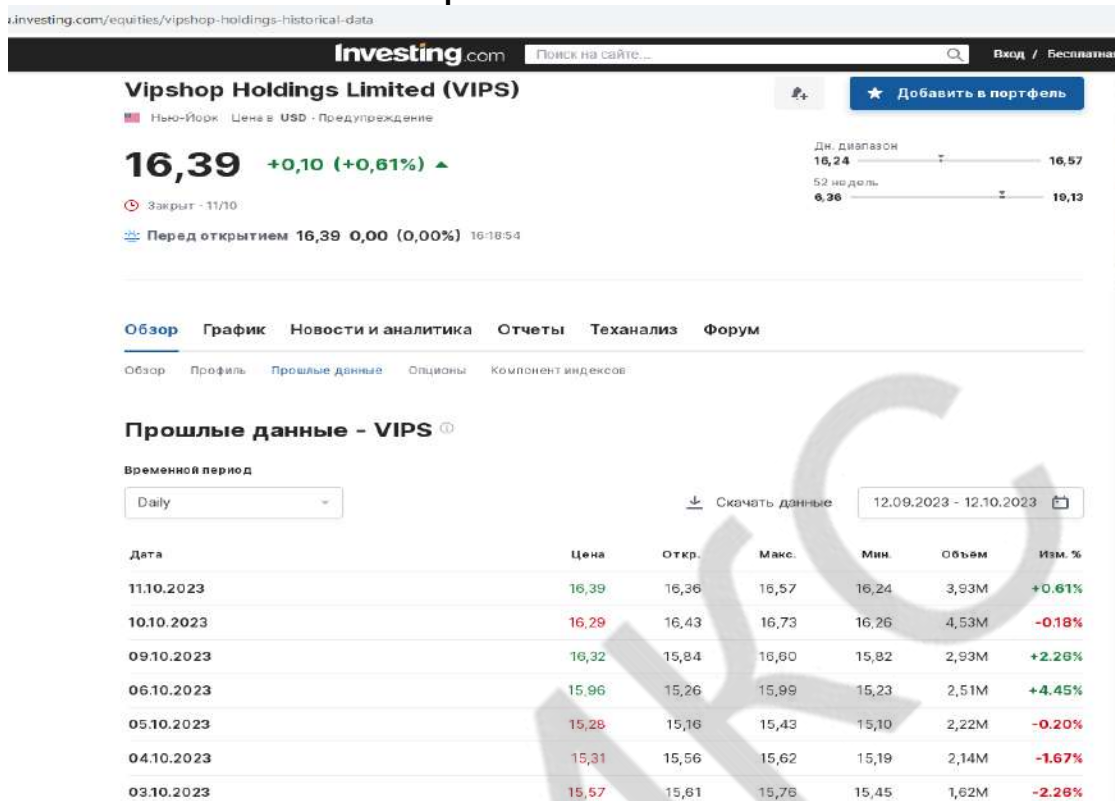 u.investing.com/equities/vipshop-holdings-historical-data
Investing.com Поиск на сайте... Вход / Бесплатная
Vipshop Holdings Limited (VIPS)
Добавить в портфель
Нью-Йорк Цена в USD · Предупреждение
16,39 +0,10 (+0,61%)
Дн. диапазон
16,24 16,57
52 недель
6,36 19,13
Закрыт · 11/10
Перед открытием 16,39 0,00 (0,00%) 16:18:54
Обзор График Новости и аналитика Отчеты Теханализ Форум
Обзор Профиль Прошлые данные Опционы Компонент индексов
Прошлые данные - VIPS
Временной период
Daily Скачать данные 12.09.2023 - 12.10.2023
Дата Цена Откр. Макс. Мин. Объём Изм. %
11.10.2023 16,39 16,36 16,57 16,24 3,93M +0.61%
10.10.2023 16,29 16,43 16,73 16,26 4,53M -0.18%
09.10.2023 16,32 15,84 16,60 15,82 2,93M +2.26%
06.10.2023 15,96 15,26 15,99 15,23 2,51M +4.45%
05.10.2023 15,28 15,16 15,43 15,10 2,22M -0.20%
04.10.2023 15,31 15,56 15,62 15,19 2,14M -1.67%
03.10.2023 15,57 15,61 15,76 15,45 1,62M -2.26%